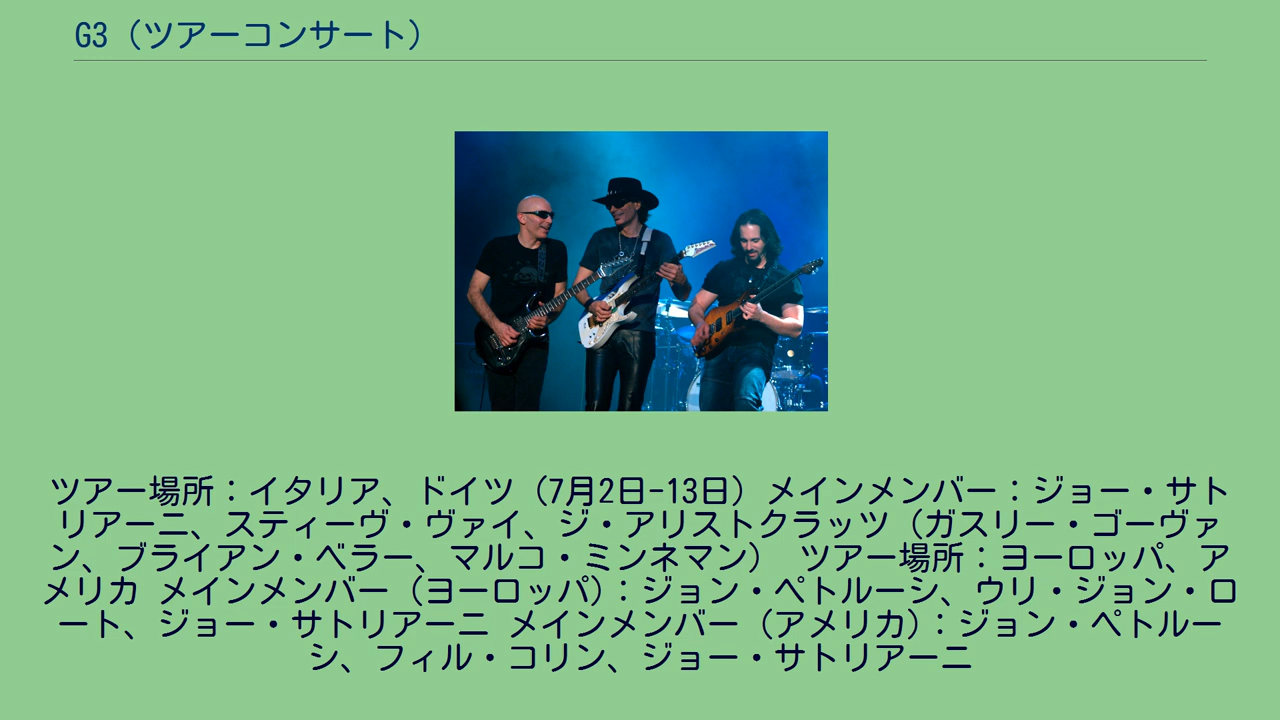 G3（ツアーコンサート）
ツアー場所：イタリア、ドイツ（7月2日-13日）メインメンバー：ジョー・サト
リアーニ、スティーヴ・ヴァイ、ジ・アリストクラッツ（ガスリー・ゴーヴァ
ン、ブライアン・ベラー、マルコ・ミンネマン） ツアー場所：ヨーロッパ、ア
メリカ メインメンバー（ヨーロッパ）：ジョン・ペトルーシ、ウリ・ジョン・ロ
ート、ジョー・サトリアーニ メインメンバー（アメリカ）：ジョン・ペトルー
シ、フィル・コリン、ジョー・サトリアーニ